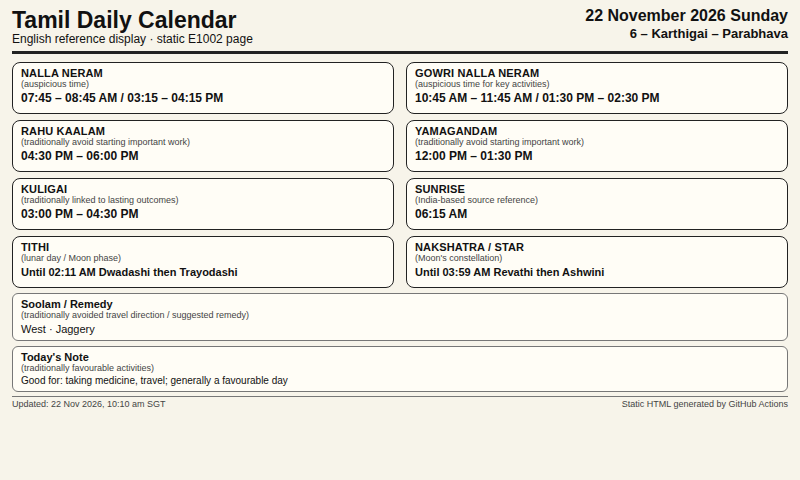 Tamil Daily Calendar
English reference display · static E1002 page
22 November 2026 Sunday
6 – Karthigai – Parabhava
NALLA NERAM
(auspicious time)
07:45 – 08:45 AM / 03:15 – 04:15 PM
GOWRI NALLA NERAM
(auspicious time for key activities)
10:45 AM – 11:45 AM / 01:30 PM – 02:30 PM
RAHU KAALAM
(traditionally avoid starting important work)
04:30 PM – 06:00 PM
YAMAGANDAM
(traditionally avoid starting important work)
12:00 PM – 01:30 PM
KULIGAI
(traditionally linked to lasting outcomes)
03:00 PM – 04:30 PM
SUNRISE
(India-based source reference)
06:15 AM
TITHI
(lunar day / Moon phase)
Until 02:11 AM Dwadashi then Trayodashi
NAKSHATRA / STAR
(Moon's constellation)
Until 03:59 AM Revathi then Ashwini
Soolam / Remedy
(traditionally avoided travel direction / suggested remedy)
West · Jaggery
Today's Note
(traditionally favourable activities)
Good for: taking medicine, travel; generally a favourable day
Updated: 22 Nov 2026, 10:10 am SGT
Static HTML generated by GitHub Actions